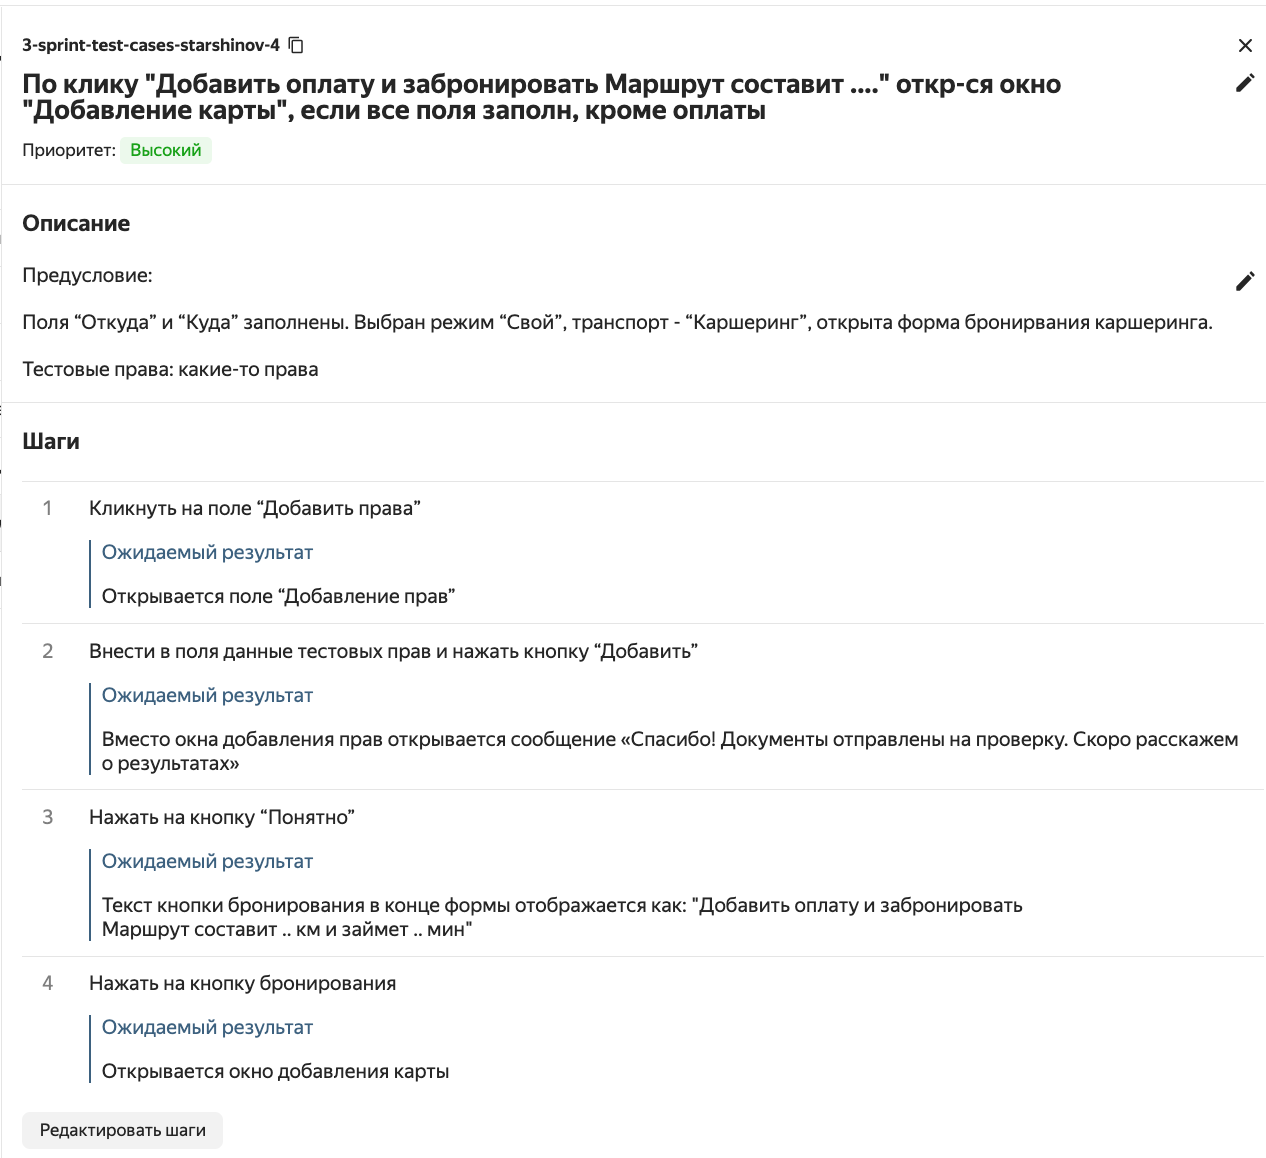 3-sprint-test-cases-starshinov-4
По клику "Добавить оплату и забронировать Маршрут составит ...." откр-ся окно
"Добавление карты", если все поля заполн, кроме оплаты
Приоритет: Высокий
Описание
Предусловие:
Поля “Откуда” и “Куда” заполнены. Выбран режим “Свой”, транспорт - “Каршеринг”, открыта форма бронирвания каршеринга.
Тестовые права: какие-то права
Шаги
1 Кликнуть на поле “Добавить права”
Ожидаемый результат
Открывается поле “Добавление прав”
2 Внести в поля данные тестовых прав и нажать кнопку “Добавить”
Ожидаемый результат
Вместо окна добавления прав открывается сообщение «Спасибо! Документы отправлены на проверку. Скоро расскажем
о результатах»
3 Нажать на кнопку “Понятно”
Ожидаемый результат
Текст кнопки бронирования в конце формы отображается как: "Добавить оплату и забронировать
Маршрут составит .. км и займет .. мин"
4 Нажать на кнопку бронирования
Ожидаемый результат
Открывается окно добавления карты
Редактировать шаги